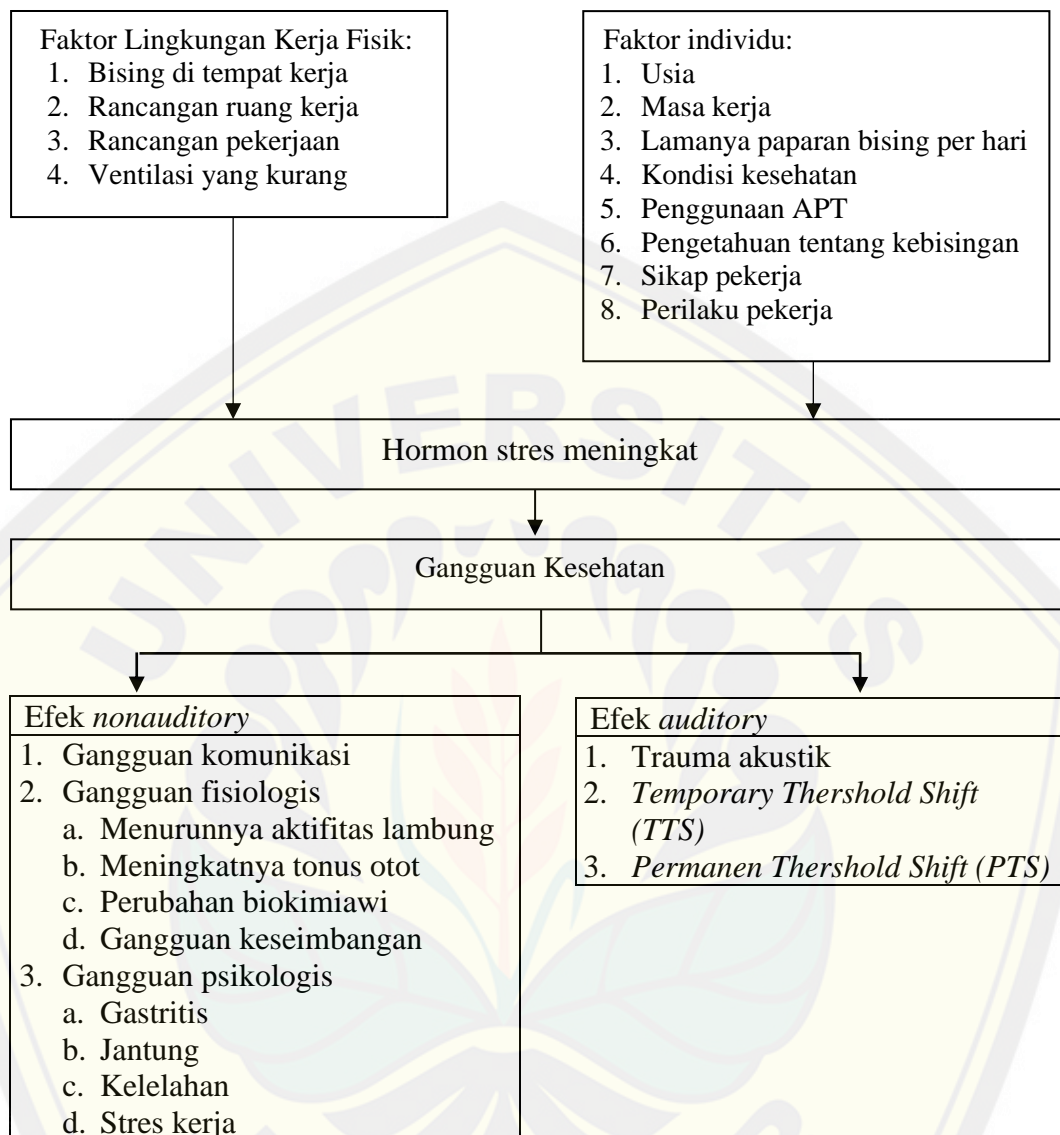 Faktor Lingkungan Kerja Fisik:
1. Bising di tempat kerja
2. Rancangan ruang kerja
3. Rancangan pekerjaan
4. Ventilasi yang kurang
Faktor individu:
1. Usia
2. Masa kerja
3. Lamanya paparan bising per hari
4. Kondisi kesehatan
5. Penggunaan APT
6. Pengetahuan tentang kebisingan
7. Sikap pekerja
8. Perilaku pekerja
Hormon stres meningkat
Gangguan Kesehatan
Efek nonauditory
1. Gangguan komunikasi
2. Gangguan fisiologis
a. Menurunnya aktifitas lambung
b. Meningkatnya tonus otot
c. Perubahan biokimiawi
d. Gangguan keseimbangan
3. Gangguan psikologis
a. Gastritis
b. Jantung
c. Kelelahan
d. Stres kerja
Efek auditory
1. Trauma akustik
2. Temporary Thershold Shift
(TTS)
3. Permanen Thershold Shift (PTS)
UNIVERSITAS